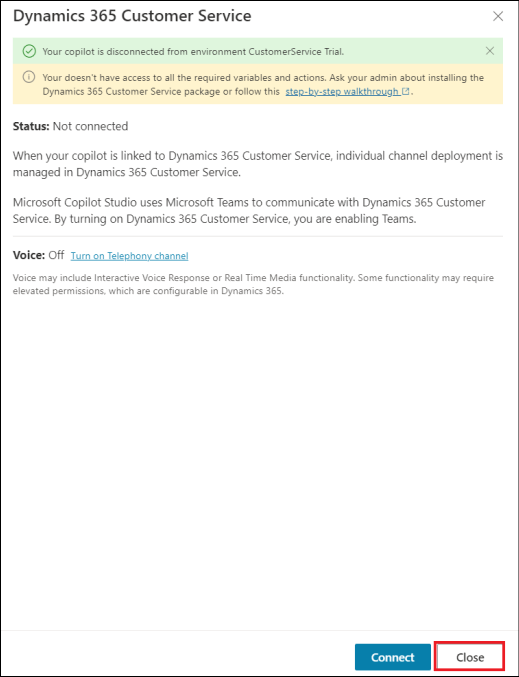 Dynamics 365 Customer Service
Your copilot is disconnected from environment CustomerService Trial.
Your doesn't have access to all the required variables and actions. Ask your admin about installing the
Dynamics 365 Customer Service package or follow this step-by-step walkthrough.
Status: Not connected
When your copilot is linked to Dynamics 365 Customer Service, individual channel deployment is
managed in Dynamics 365 Customer Service.
Microsoft Copilot Studio uses Microsoft Teams to communicate with Dynamics 365 Customer
Service. By turning on Dynamics 365 Customer Service, you are enabling Teams.
Voice: Off Turn on Telephony channel
Voice may include Interactive Voice Response or Real Time Media functionality. Some functionality may require
elevated permissions, which are configurable in Dynamics 365.
Connect Close